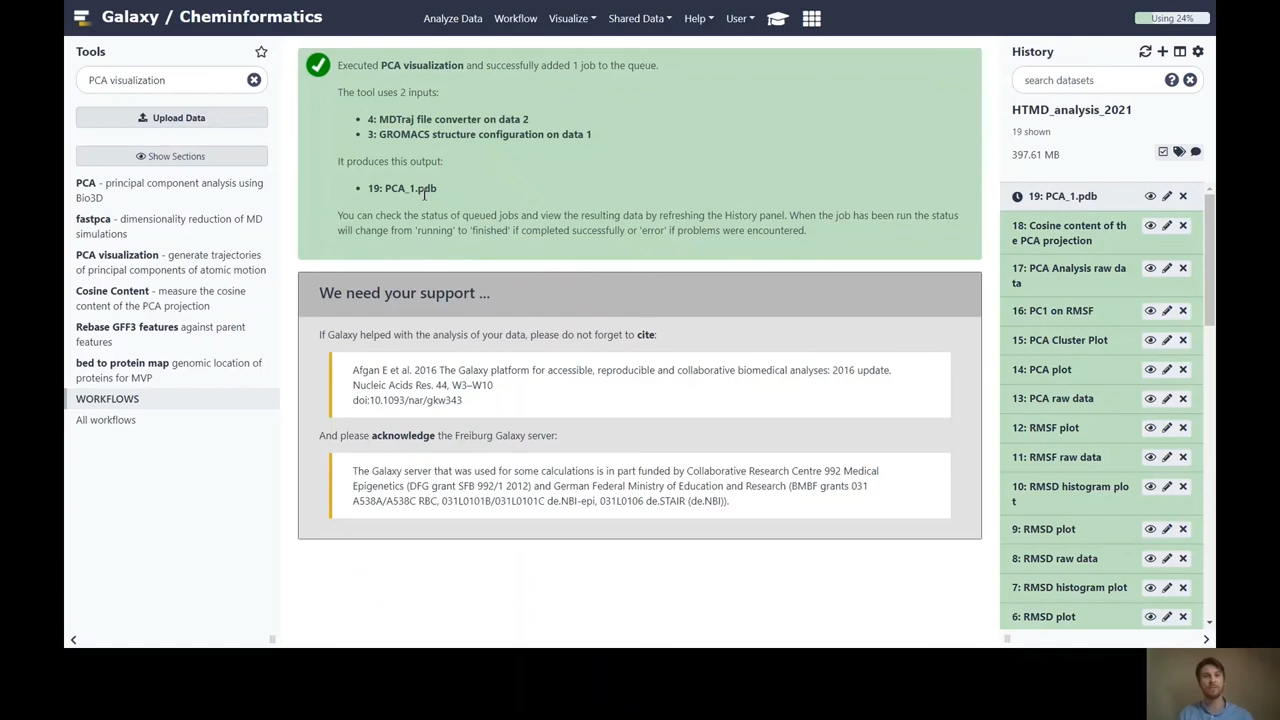 Galaxy / Cheminformatics
Analyze Data Workflow Visualize Shared Data Help User
Using 24%
Tools
PCA visualization
Upload Data
Show Sections
PCA - principal component analysis using
Bio3D
fastpca - dimensionality reduction of MD
simulations
PCA visualization - generate trajectories
of principal components of atomic motion
Cosine Content - measure the cosine
content of the PCA projection
Rebase GFF3 features against parent
features
bed to protein map genomic location of
proteins for MVP
WORKFLOWS
All workflows
Executed PCA visualization and successfully added 1 job to the queue.
The tool uses 2 inputs:
• 4: MDTraj file converter on data 2
• 3: GROMACS structure configuration on data 1
It produces this output:
• 19: PCA_1.pdb
You can check the status of queued jobs and view the resulting data by refreshing the History panel. When the job has been run the status
will change from 'running' to 'finished' if completed successfully or 'error' if problems were encountered.
We need your support ...
If Galaxy helped with the analysis of your data, please do not forget to cite:
Afgan E et al. 2016 The Galaxy platform for accessible, reproducible and collaborative biomedical analyses: 2016 update.
Nucleic Acids Res. 44, W3–W10
doi:10.1093/nar/gkw343
And please acknowledge the Freiburg Galaxy server:
The Galaxy server that was used for some calculations is in part funded by Collaborative Research Centre 992 Medical
Epigenetics (DFG grant SFB 992/1 2012) and German Federal Ministry of Education and Research (BMBF grants 031
A538A/A538C RBC, 031L0101B/031L0101C de.NBI-epi, 031L0106 de.STAIR (de.NBI)).
History
search datasets
HTMD_analysis_2021
19 shown
397.61 MB
19: PCA_1.pdb
18: Cosine content of th
e PCA projection
17: PCA Analysis raw da
ta
16: PC1 on RMSF
15: PCA Cluster Plot
14: PCA plot
13: PCA raw data
12: RMSF plot
11: RMSF raw data
10: RMSD histogram plo
t
9: RMSD plot
8: RMSD raw data
7: RMSD histogram plot
6: RMSD plot